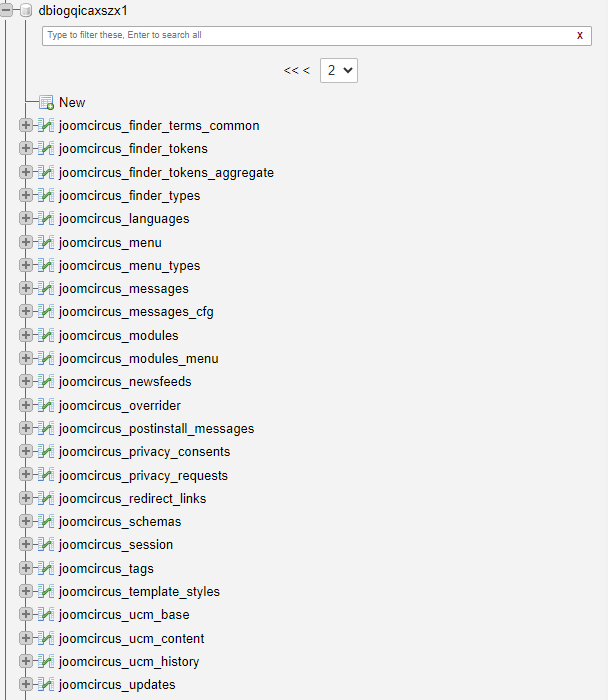 dbiogqicaxszx1
Type to filter these, Enter to search all X
<< < 2
New
joomcircus_finder_terms_common
joomcircus_finder_tokens
joomcircus_finder_tokens_aggregate
joomcircus_finder_types
joomcircus_languages
joomcircus_menu
joomcircus_menu_types
joomcircus_messages
joomcircus_messages_cfg
joomcircus_modules
joomcircus_modules_menu
joomcircus_newsfeeds
joomcircus_overrider
joomcircus_postinstall_messages
joomcircus_privacy_consents
joomcircus_privacy_requests
joomcircus_redirect_links
joomcircus_schemas
joomcircus_session
joomcircus_tags
joomcircus_template_styles
joomcircus_ucm_base
joomcircus_ucm_content
joomcircus_ucm_history
joomcircus_updates